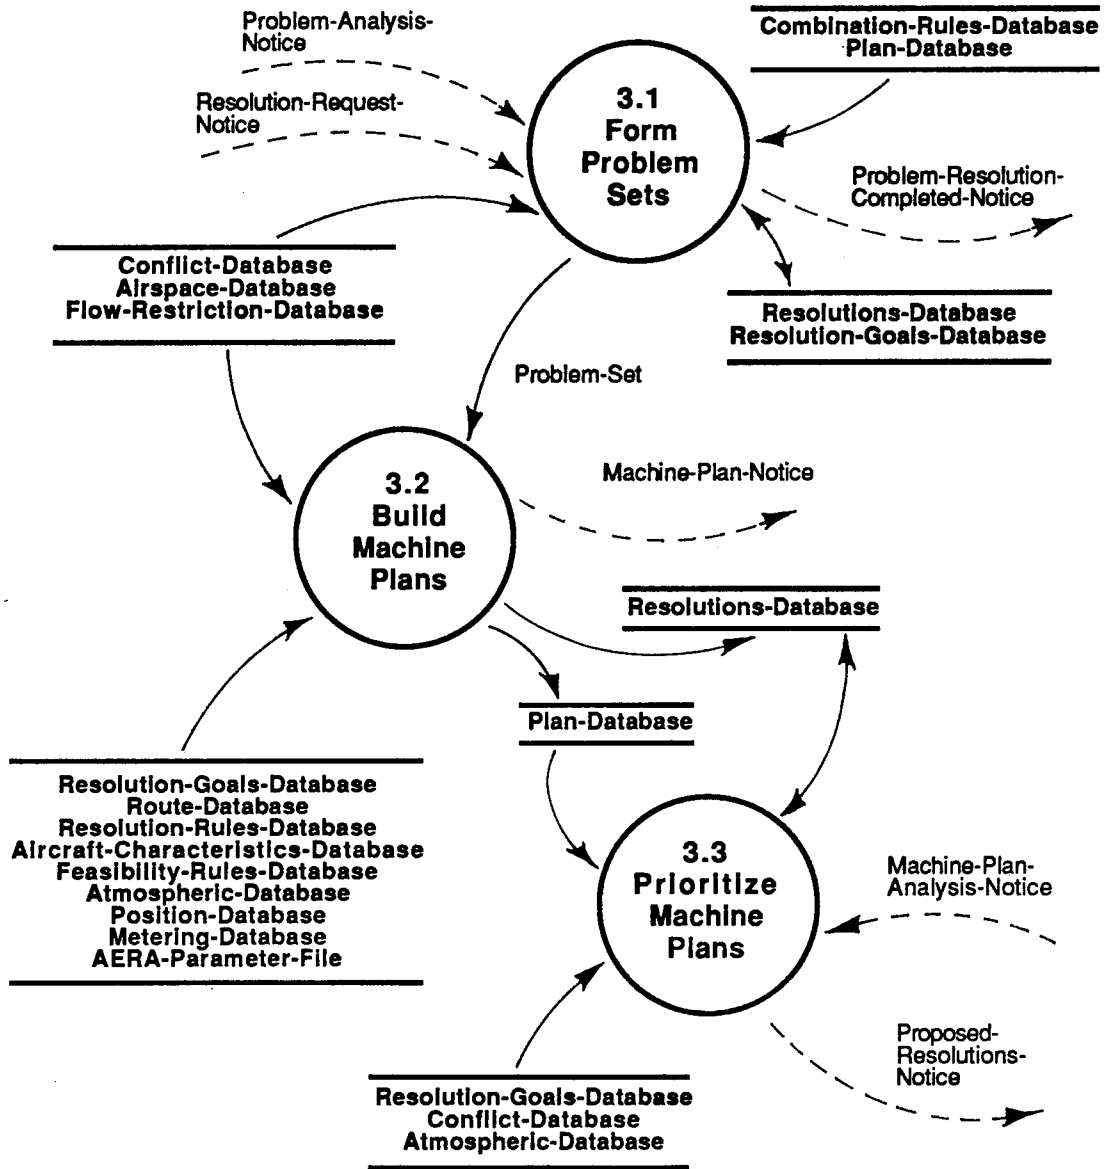 Problem-Analysis-
Notice
Combination-Rules-Database
Plan-Database
Resolution-Request-
Notice
3.1
Form
Problem
Sets
Problem-Resolution-
Completed-Notice
Conflict-Database
Airspace-Database
Flow-Restriction-Database
Resolutions-Database
Resolution-Goals-Database
Problem-Set
3.2
Build
Machine
Plans
Machine-Plan-Notice
Resolutions-Database
Plan-Database
Resolution-Goals-Database
Route-Database
Resolution-Rules-Database
Aircraft-Characteristics-Database
Feasibility-Rules-Database
Atmospheric-Database
Position-Database
Metering-Database
AERA-Parameter-File
3.3
Prioritize
Machine
Plans
Machine-Plan-
Analysis-Notice
Proposed-
Resolutions-
Notice
Resolution-Goals-Database
Conflict-Database
Atmospheric-Database